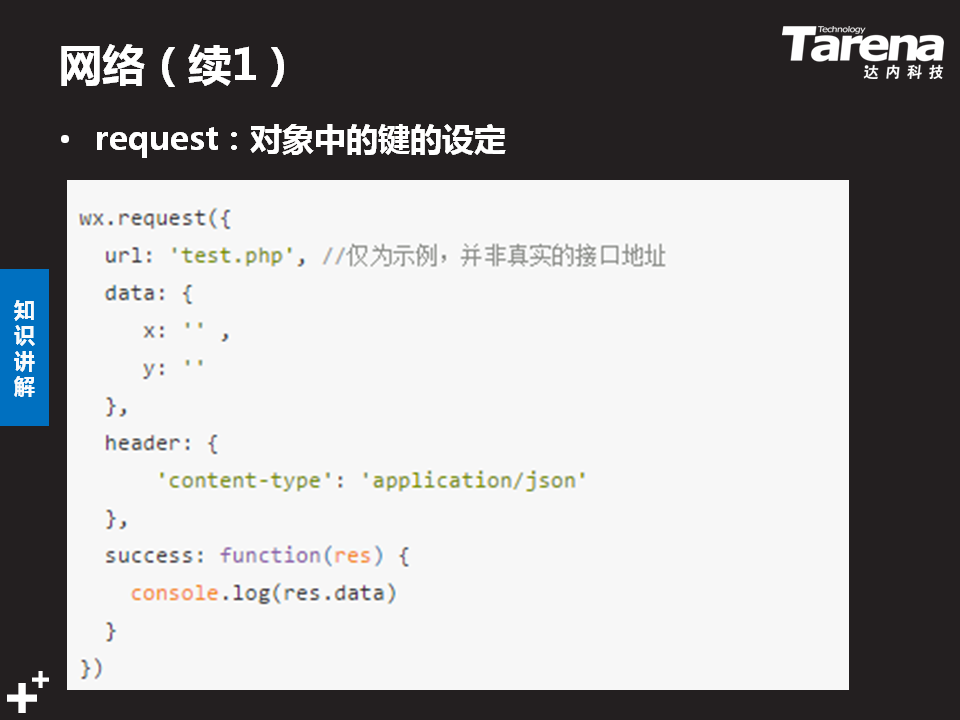 网络（续1）
Technology
Tarena
达内科技
• request：对象中的键的设定
wx.request({
  url: 'test.php', //仅为示例，并非真实的接口地址
  data: {
     x: '' ,
     y: ''
  },
  header: {
      'content-type': 'application/json'
  },
  success: function(res) {
    console.log(res.data)
  }
})
知
识
讲
解